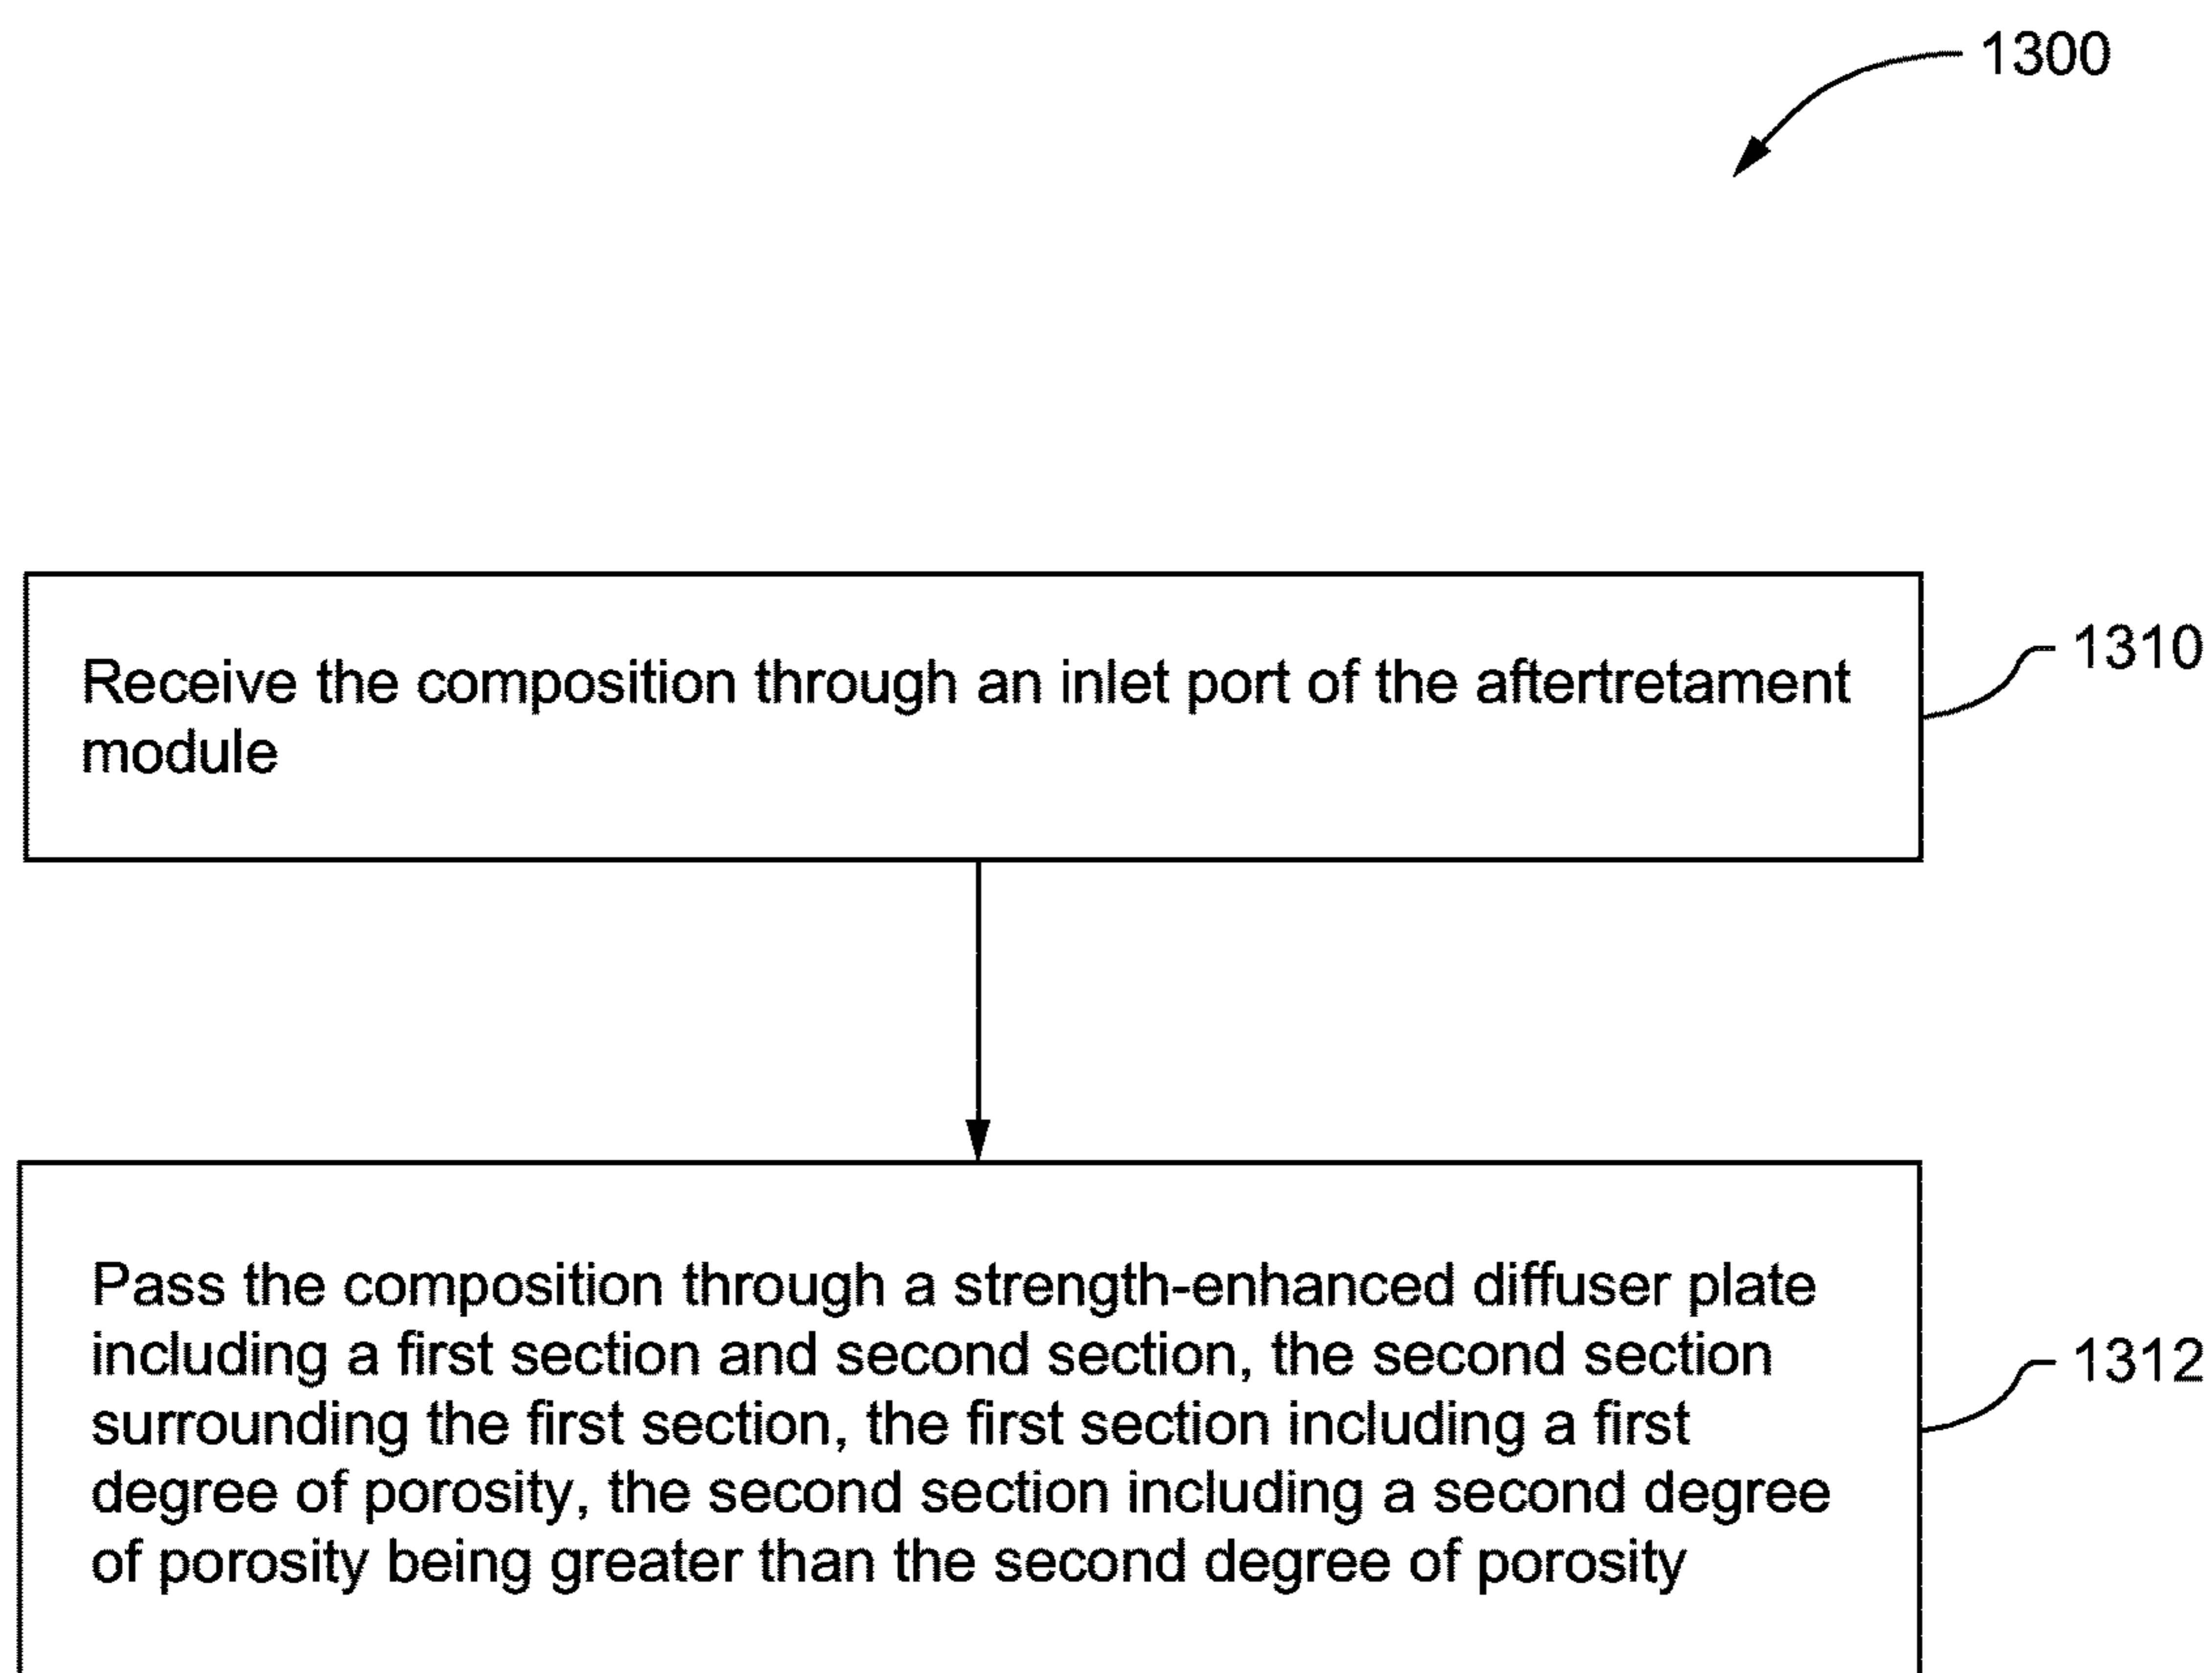 1300
Receive the composition through an inlet port of the aftertretament
module
1310
Pass the composition through a strength-enhanced diffuser plate
including a first section and second section, the second section
surrounding the first section, the first section including a first
degree of porosity, the second section including a second degree
of porosity being greater than the second degree of porosity
1312